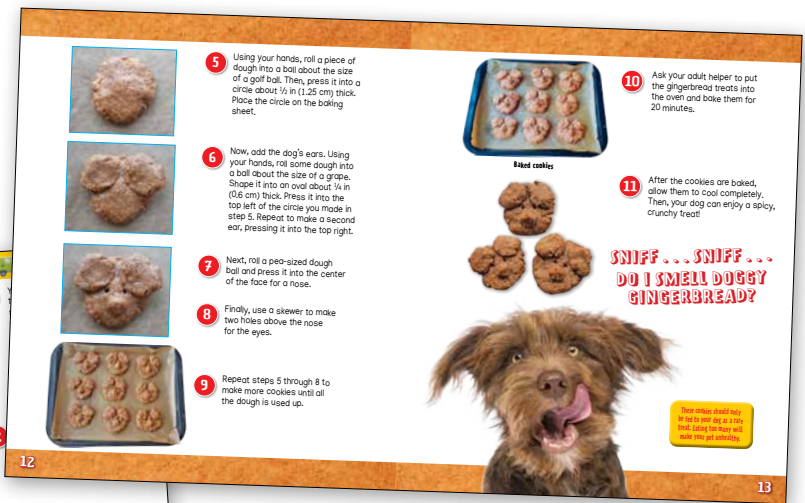 5
Using your hands, roll a piece of
dough into a ball about the size
of a golf ball. Then, press it into a
circle about ½ in (1.25 cm) thick.
Place the circle on the baking
sheet.
6
Now, add the dog's ears. Using
your hands, roll some dough into
a ball about the size of a grape.
Shape it into an oval about ¼ in
(0.6 cm) thick. Press it into the
top left of the circle you made in
step 5. Repeat to make a second
ear, pressing it into the top right.
7
Next, roll a pea-sized dough
ball and press it into the center
of the face for a nose.
8
Finally, use a skewer to make
two holes above the nose
for the eyes.
9
Repeat steps 5 through 8 to
make more cookies until all
the dough is used up.
12
Baked cookies
10
Ask your adult helper to put
the gingerbread treats into
the oven and bake them for
20 minutes.
11
After the cookies are baked,
allow them to cool completely.
Then, your dog can enjoy a spicy,
crunchy treat!
SNIFF . . . SNIFF . . .
DO I SMELL DOGGY
GINGERBREAD?
These cookies should only
be fed to your dog as a rare
treat. Eating too many will
make your pet unhealthy.
13